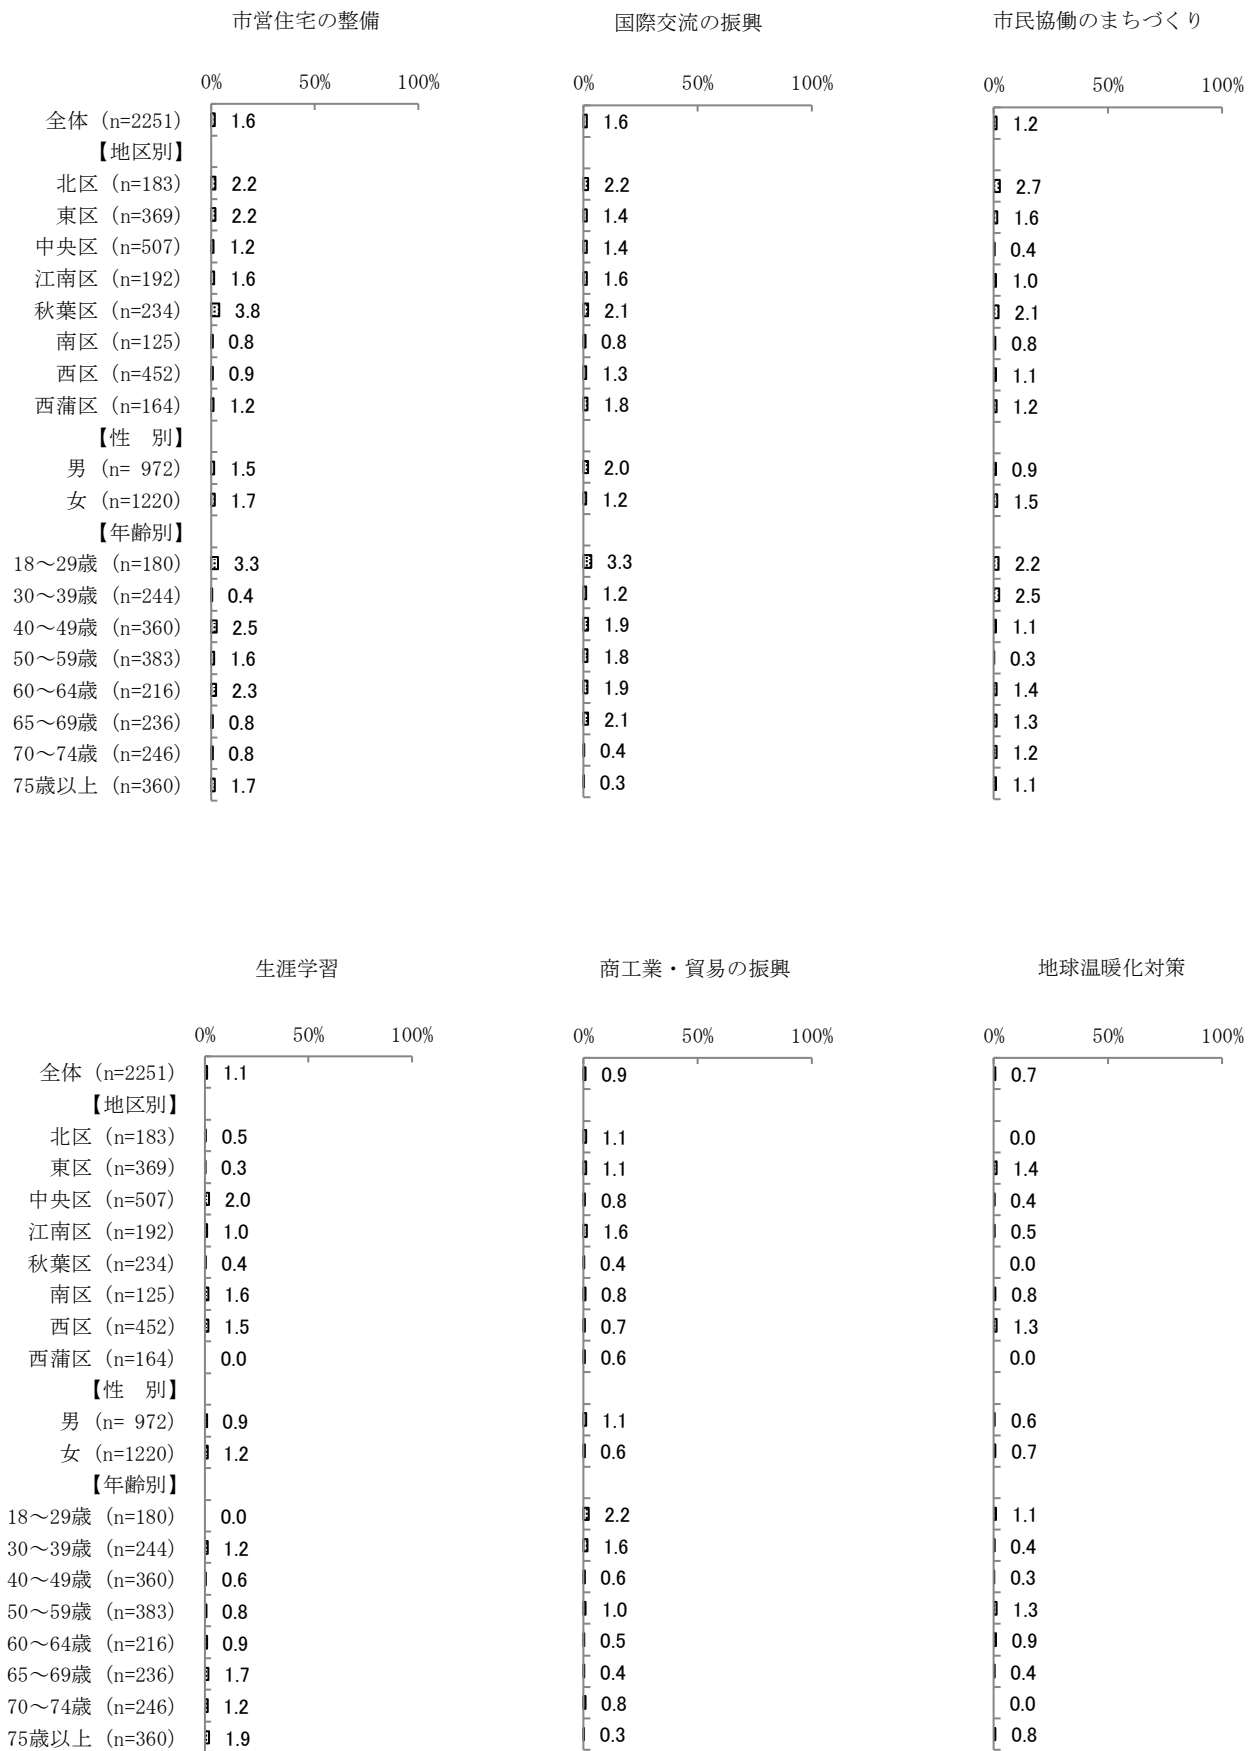 市営住宅の整備 国際交流の振興 市民協働のまちづくり
0% 50% 100% 0% 50% 100% 0% 50% 100%
全体 (n=2251) 1.6 1.6 1.2
【地区別】
北区 (n=183) 2.2 2.2 2.7
東区 (n=369) 2.2 1.4 1.6
中央区 (n=507) 1.2 1.4 0.4
江南区 (n=192) 1.6 1.6 1.0
秋葉区 (n=234) 3.8 2.1 2.1
南区 (n=125) 0.8 0.8 0.8
西区 (n=452) 0.9 1.3 1.1
西蒲区 (n=164) 1.2 1.8 1.2
【性　別】
男 (n= 972) 1.5 2.0 0.9
女 (n=1220) 1.7 1.2 1.5
【年齢別】
18～29歳 (n=180) 3.3 3.3 2.2
30～39歳 (n=244) 0.4 1.2 2.5
40～49歳 (n=360) 2.5 1.9 1.1
50～59歳 (n=383) 1.6 1.8 0.3
60～64歳 (n=216) 2.3 1.9 1.4
65～69歳 (n=236) 0.8 2.1 1.3
70～74歳 (n=246) 0.8 0.4 1.2
75歳以上 (n=360) 1.7 0.3 1.1
生涯学習 商工業・貿易の振興 地球温暖化対策
0% 50% 100% 0% 50% 100% 0% 50% 100%
全体 (n=2251) 1.1 0.9 0.7
【地区別】
北区 (n=183) 0.5 1.1 0.0
東区 (n=369) 0.3 1.1 1.4
中央区 (n=507) 2.0 0.8 0.4
江南区 (n=192) 1.0 1.6 0.5
秋葉区 (n=234) 0.4 0.4 0.0
南区 (n=125) 1.6 0.8 0.8
西区 (n=452) 1.5 0.7 1.3
西蒲区 (n=164) 0.0 0.6 0.0
【性　別】
男 (n= 972) 0.9 1.1 0.6
女 (n=1220) 1.2 0.6 0.7
【年齢別】
18～29歳 (n=180) 0.0 2.2 1.1
30～39歳 (n=244) 1.2 1.6 0.4
40～49歳 (n=360) 0.6 0.6 0.3
50～59歳 (n=383) 0.8 1.0 1.3
60～64歳 (n=216) 0.9 0.5 0.9
65～69歳 (n=236) 1.7 0.4 0.4
70～74歳 (n=246) 1.2 0.8 0.0
75歳以上 (n=360) 1.9 0.3 0.8